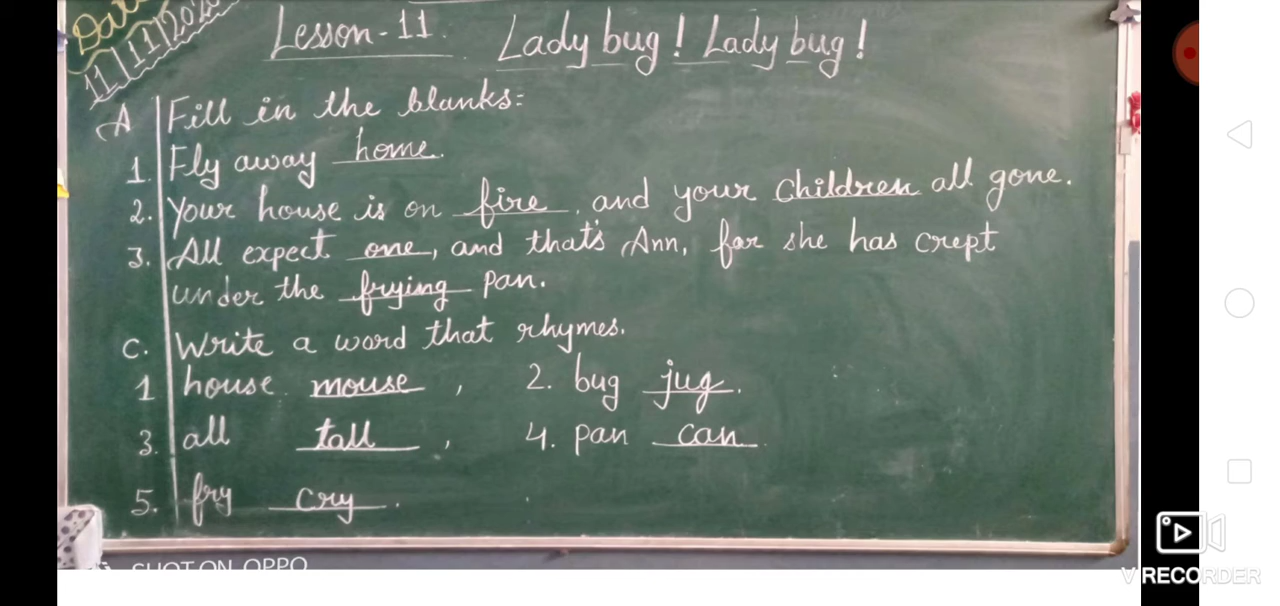 Date
11/11/202
Lesson-11. Lady bug! Lady bug!
A Fill in the blanks:
1. Fly away home.
2. Your house is on fire, and your children all gone.
3. All expect one, and that's Ann, for she has crept
under the frying pan.
C. Write a word that rhymes.
1 house mouse, 2. bug jug.
3. all tall, 4. pan can
5. fry cry.
SHOT ON OPPO
V RECORDER